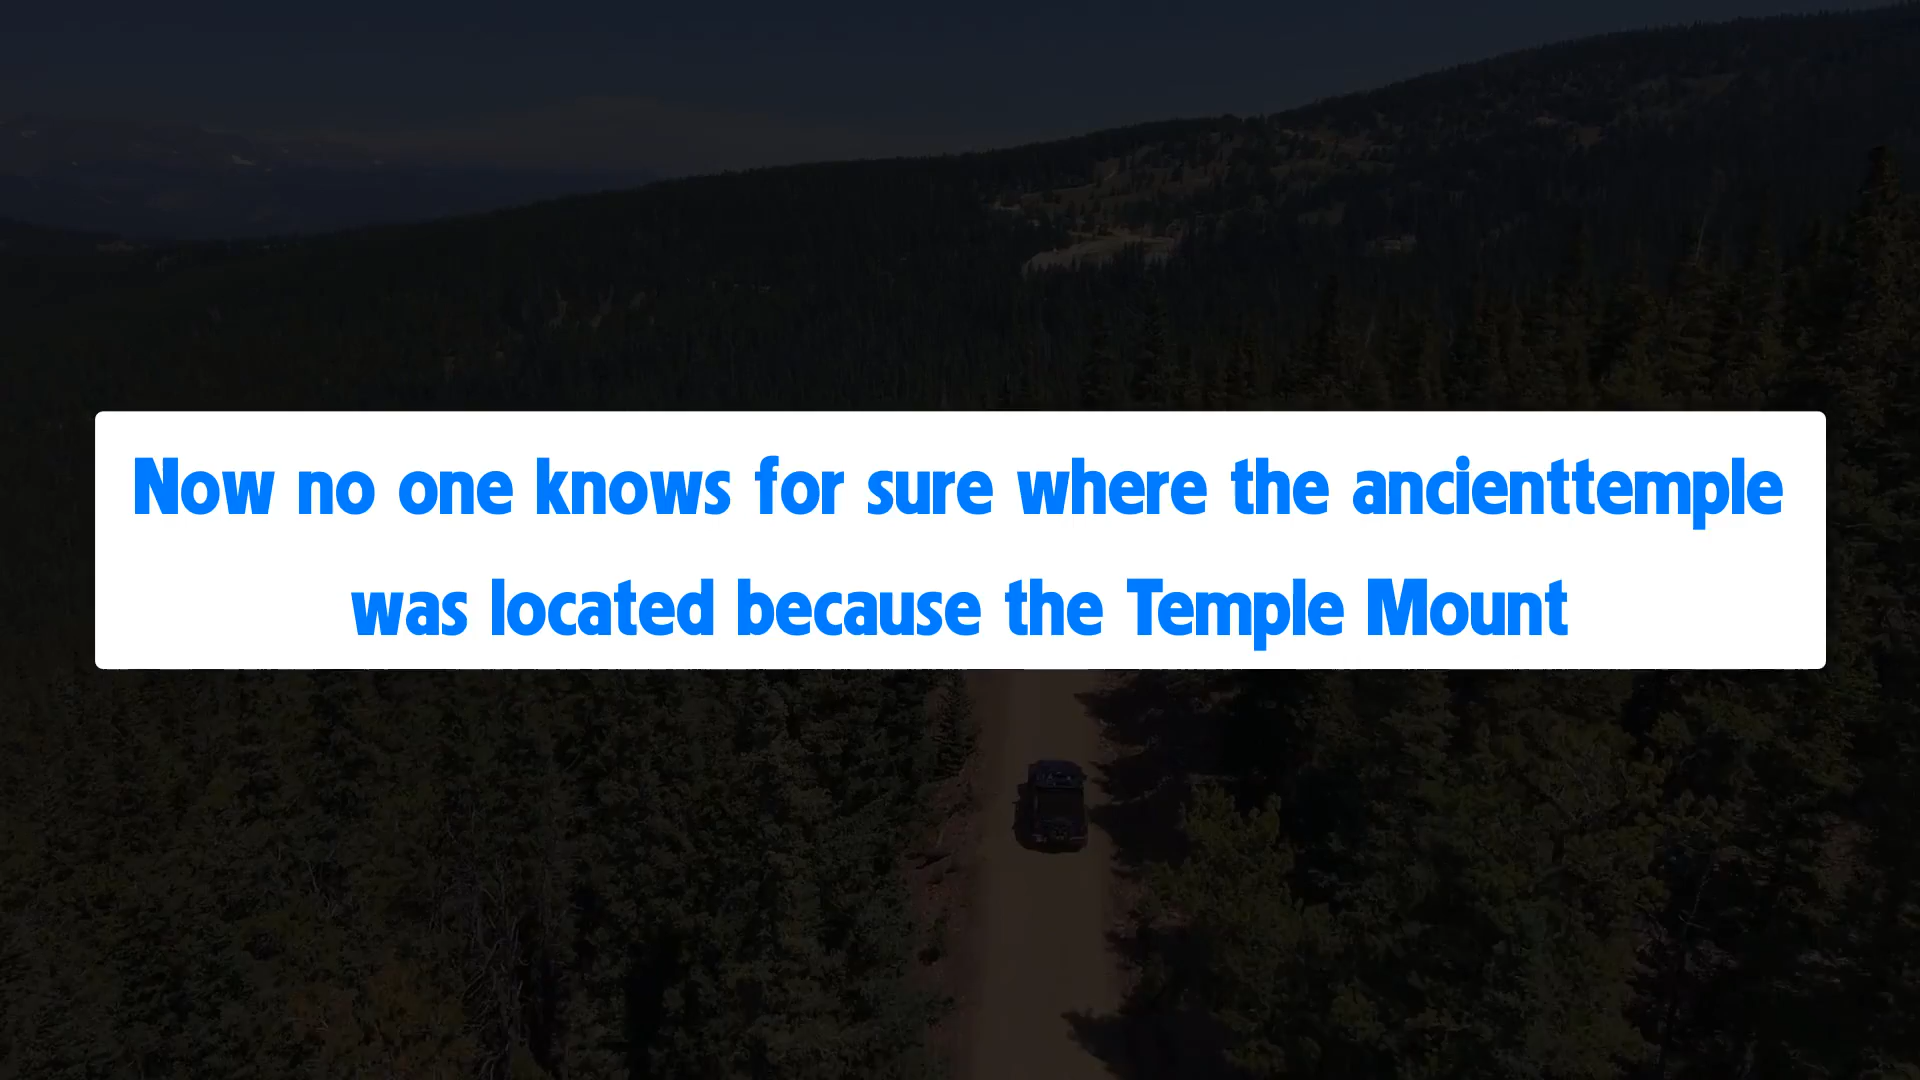 Now no one knows for sure where the ancienttemple
was located because the Temple Mount